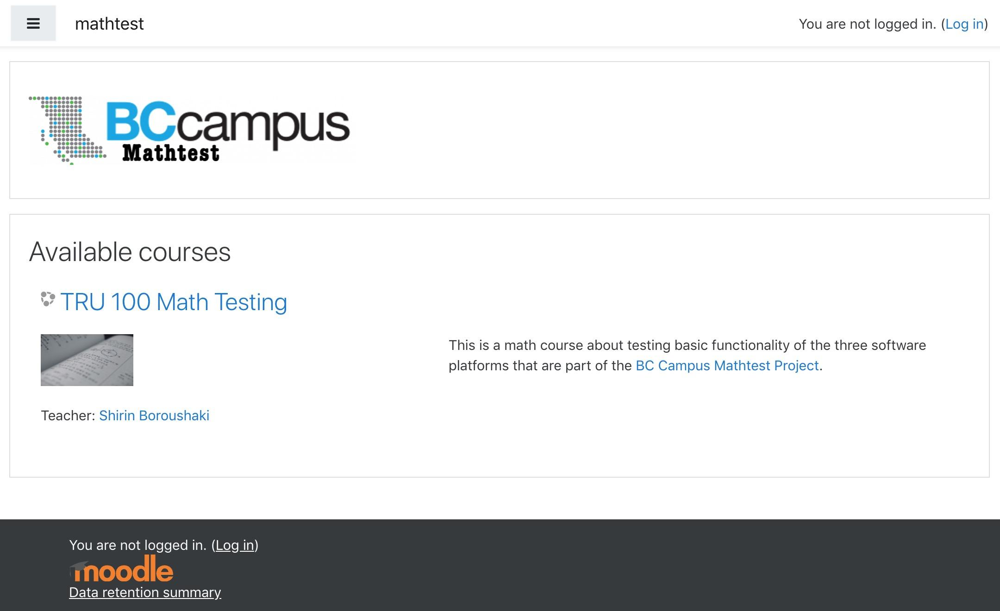 mathtest
You are not logged in. (Log in)
BCcampus
Mathtest
Available courses
TRU 100 Math Testing
This is a math course about testing basic functionality of the three software
platforms that are part of the BC Campus Mathtest Project.
Teacher: Shirin Boroushaki
You are not logged in. (Log in)
moodle
Data retention summary